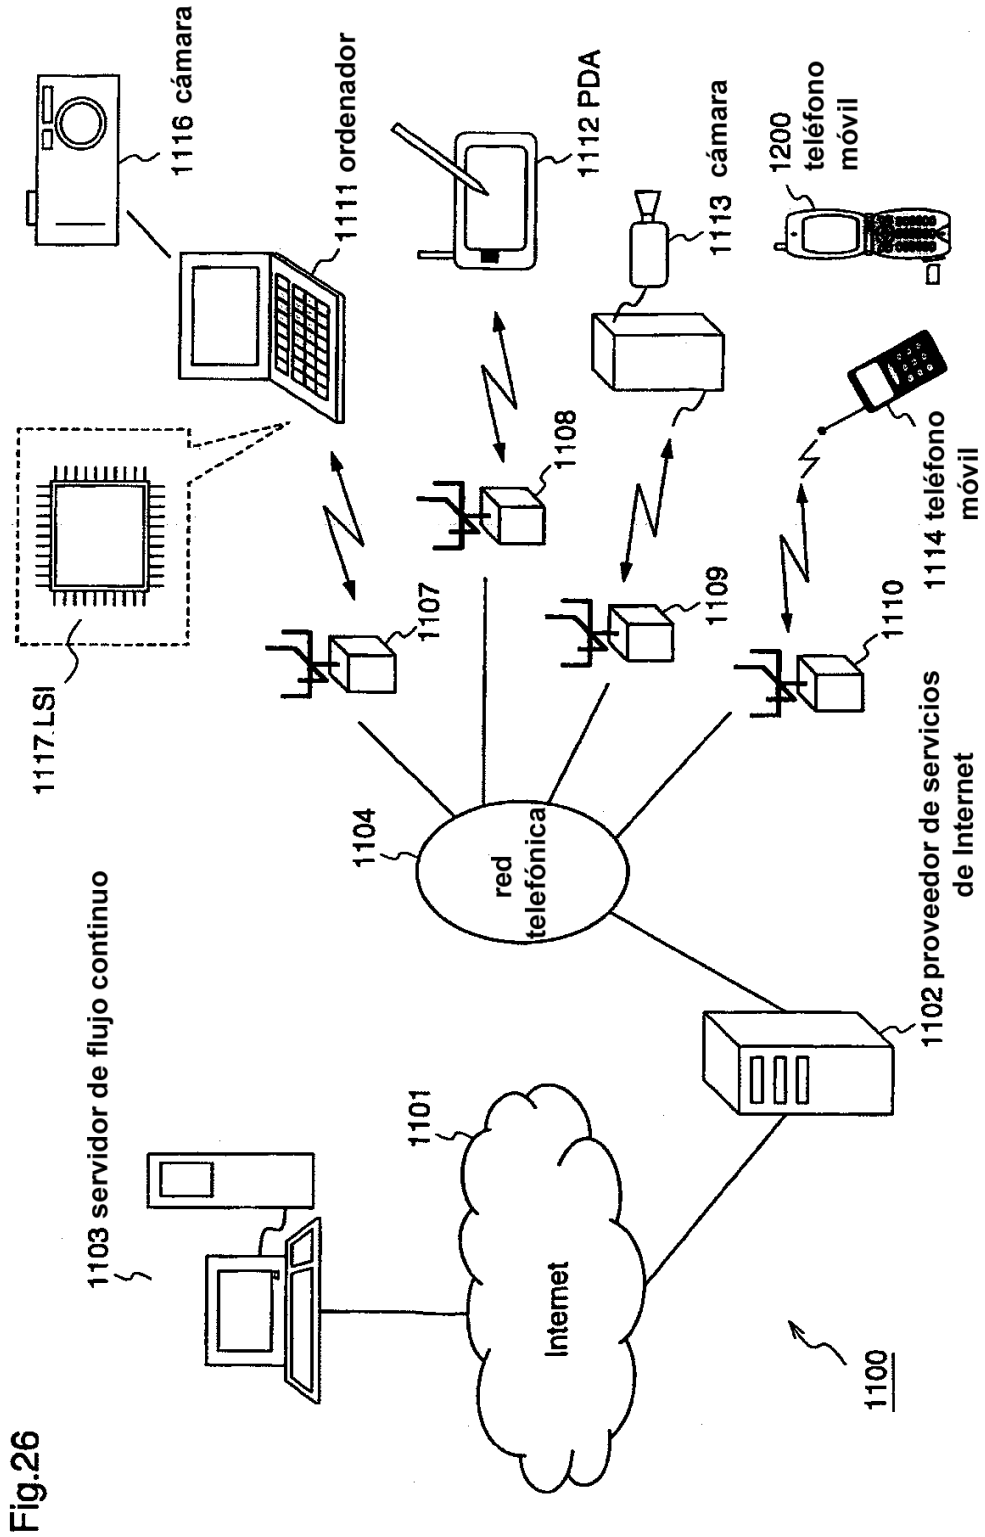 Fig.26
1103 servidor de flujo continuo
1117 LSI
1116 cámara
1111 ordenador
1104
1107
1101
red
telefónica
1108
1112 PDA
Internet
1109
1113 cámara
1110
1200
teléfono
móvil
1100
1102 proveedor de servicios
de Internet
1114 teléfono
móvil